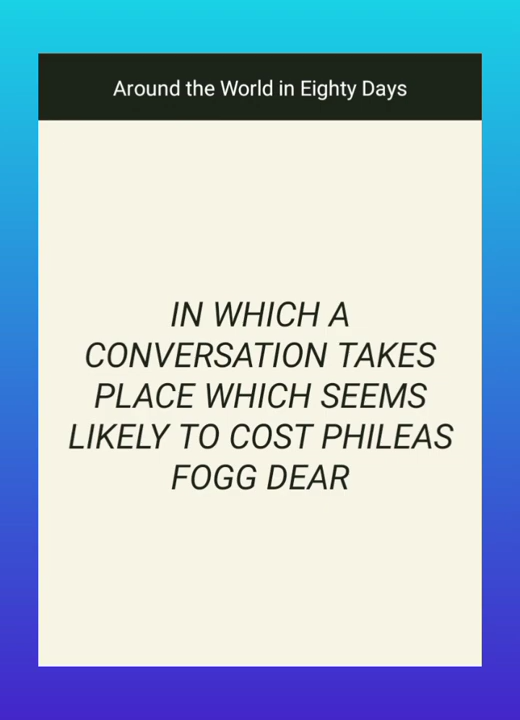 Around the World in Eighty Days
IN WHICH A
CONVERSATION TAKES
PLACE WHICH SEEMS
LIKELY TO COST PHILEAS
FOGG DEAR